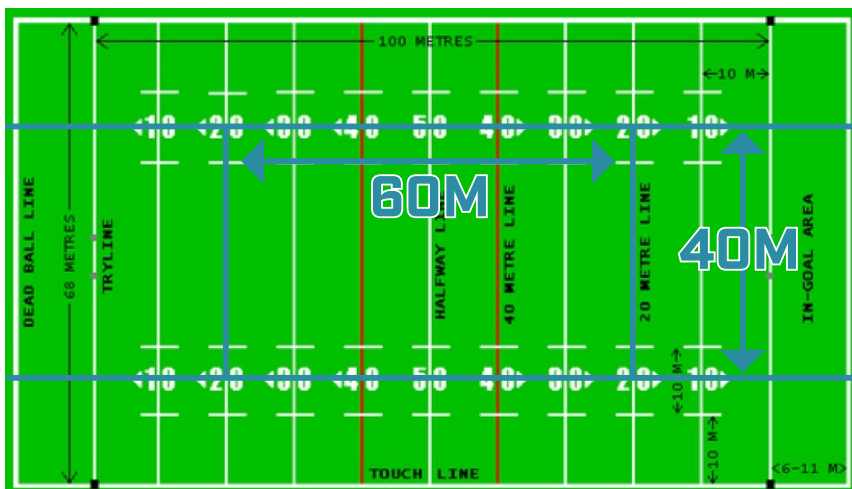 100 METRES
10 M
10 20 30 40 50 40 30 20 10
60M
DEAD BALL LINE
68 METRES
TRYLINE
HALFWAY LINE
40 METRE LINE
20 METRE LINE
40M
IN-GOAL AREA
10 20 30 40 50 40 30 20 10
10 M
10 M
TOUCH LINE
6-11 M